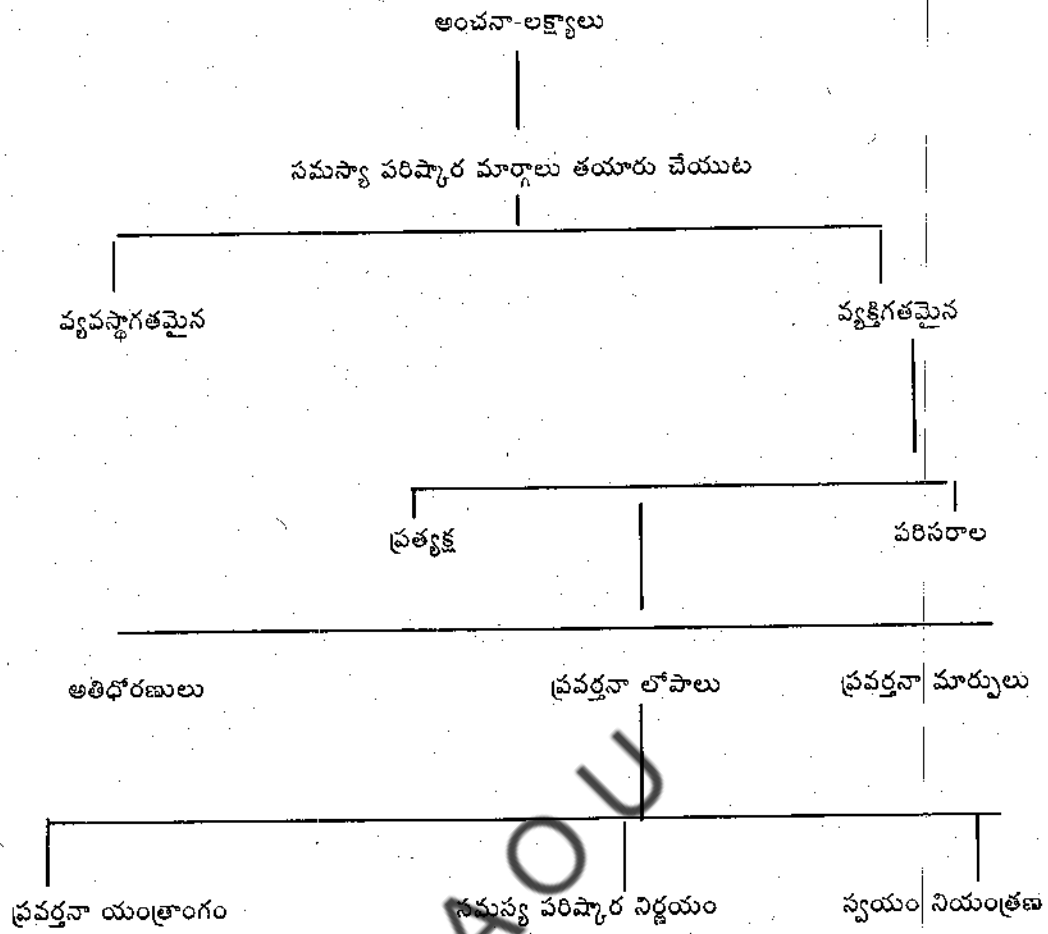 అంచనా-లక్ష్యాలు
సమస్యా పరిష్కార మార్గాలు తయారు చేయుట
వ్యవస్థాగతమైన వ్యక్తిగతమైన
ప్రత్యక్ష పరిసరాల
అతిధోరణులు ప్రవర్తనా లోపాలు ప్రవర్తనా మార్పులు
ప్రవర్తనా యంత్రాంగం సమస్య పరిష్కార నిర్ణయం స్వయం నియంత్రణ
AOU